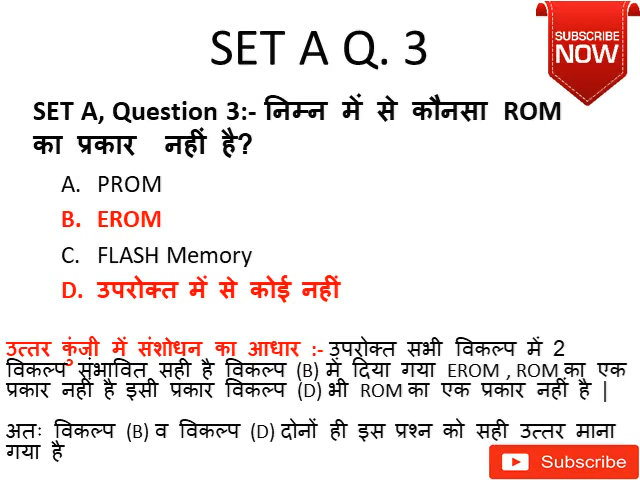 SET A Q. 3
SUBSCRIBE
NOW
SET A, Question 3:- निम्न में से कौनसा ROM
का प्रकार नहीं है?
A. PROM
B. EROM
C. FLASH Memory
D. उपरोक्त में से कोई नहीं
उत्तर कुंजी में संशोधन का आधार :- उपरोक्त सभी विकल्प में 2
विकल्प संभावित सही है विकल्प (B) में दिया गया EROM , ROM का एक
प्रकार नहीं है इसी प्रकार विकल्प (D) भी ROM का एक प्रकार नहीं है |
अतः विकल्प (B) व विकल्प (D) दोनों ही इस प्रश्न को सही उत्तर माना
गया है
Subscribe